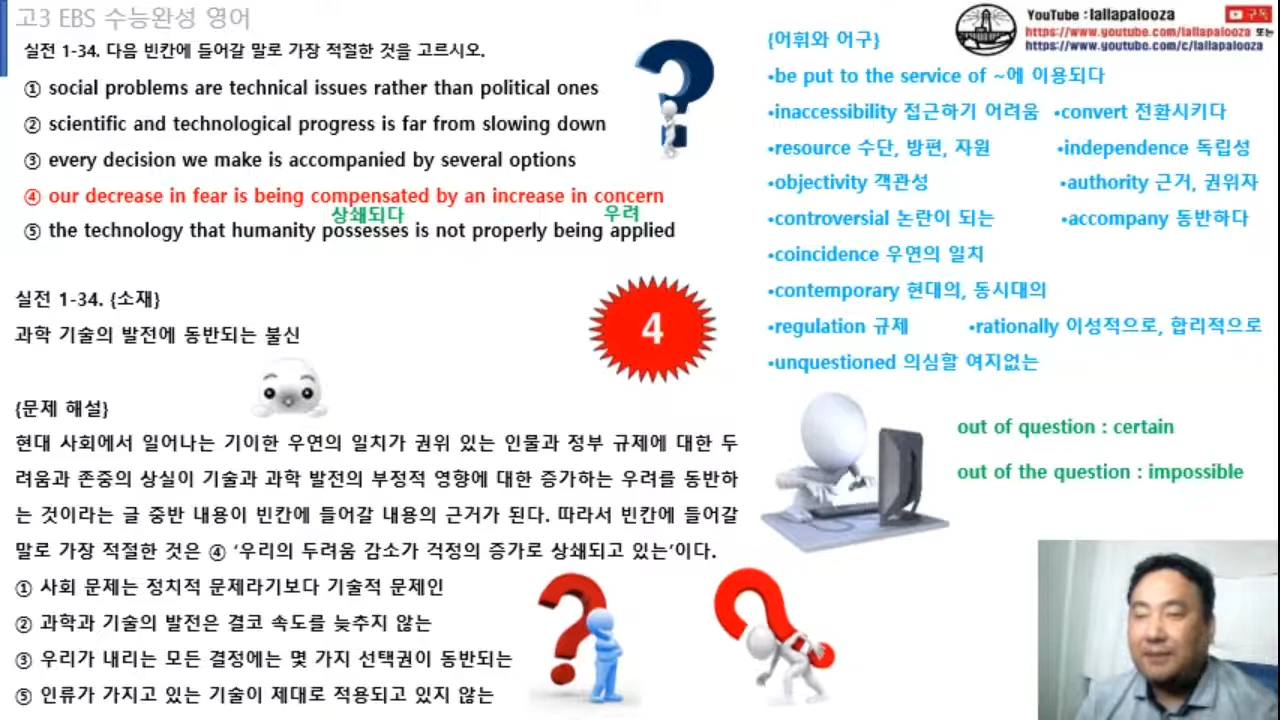 고3 EBS 수능완성 영어
실전 1-34. 다음 빈칸에 들어갈 말로 가장 적절한 것을 고르시오.
① social problems are technical issues rather than political ones
② scientific and technological progress is far from slowing down
③ every decision we make is accompanied by several options
④ our decrease in fear is being compensated by an increase in concern
상쇄되다 우려
⑤ the technology that humanity possesses is not properly being applied
실전 1-34. {소재}
과학 기술의 발전에 동반되는 불신
4
{문제 해설}
현대 사회에서 일어나는 기이한 우연의 일치가 권위 있는 인물과 정부 규제에 대한 두
려움과 존중의 상실이 기술과 과학 발전의 부정적 영향에 대한 증가하는 우려를 동반하
는 것이라는 글 중반 내용이 빈칸에 들어갈 내용의 근거가 된다. 따라서 빈칸에 들어갈
말로 가장 적절한 것은 ④ ‘우리의 두려움 감소가 걱정의 증가로 상쇄되고 있는’이다.
① 사회 문제는 정치적 문제라기보다 기술적 문제인
② 과학과 기술의 발전은 결코 속도를 늦추지 않는
③ 우리가 내리는 모든 결정에는 몇 가지 선택권이 동반되는
⑤ 인류가 가지고 있는 기술이 제대로 적용되고 있지 않는
YouTube : lallapalooza 구독
https://www.youtube.com/lallapalooza 또는
https://www.youtube.com/c/lallapalooza
{어휘와 어구}
•be put to the service of ~에 이용되다
•inaccessibility 접근하기 어려움 •convert 전환시키다
•resource 수단, 방편, 자원 •independence 독립성
•objectivity 객관성 •authority 근거, 권위자
•controversial 논란이 되는 •accompany 동반하다
•coincidence 우연의 일치
•contemporary 현대의, 동시대의
•regulation 규제 •rationally 이성적으로, 합리적으로
•unquestioned 의심할 여지없는
out of question : certain
out of the question : impossible